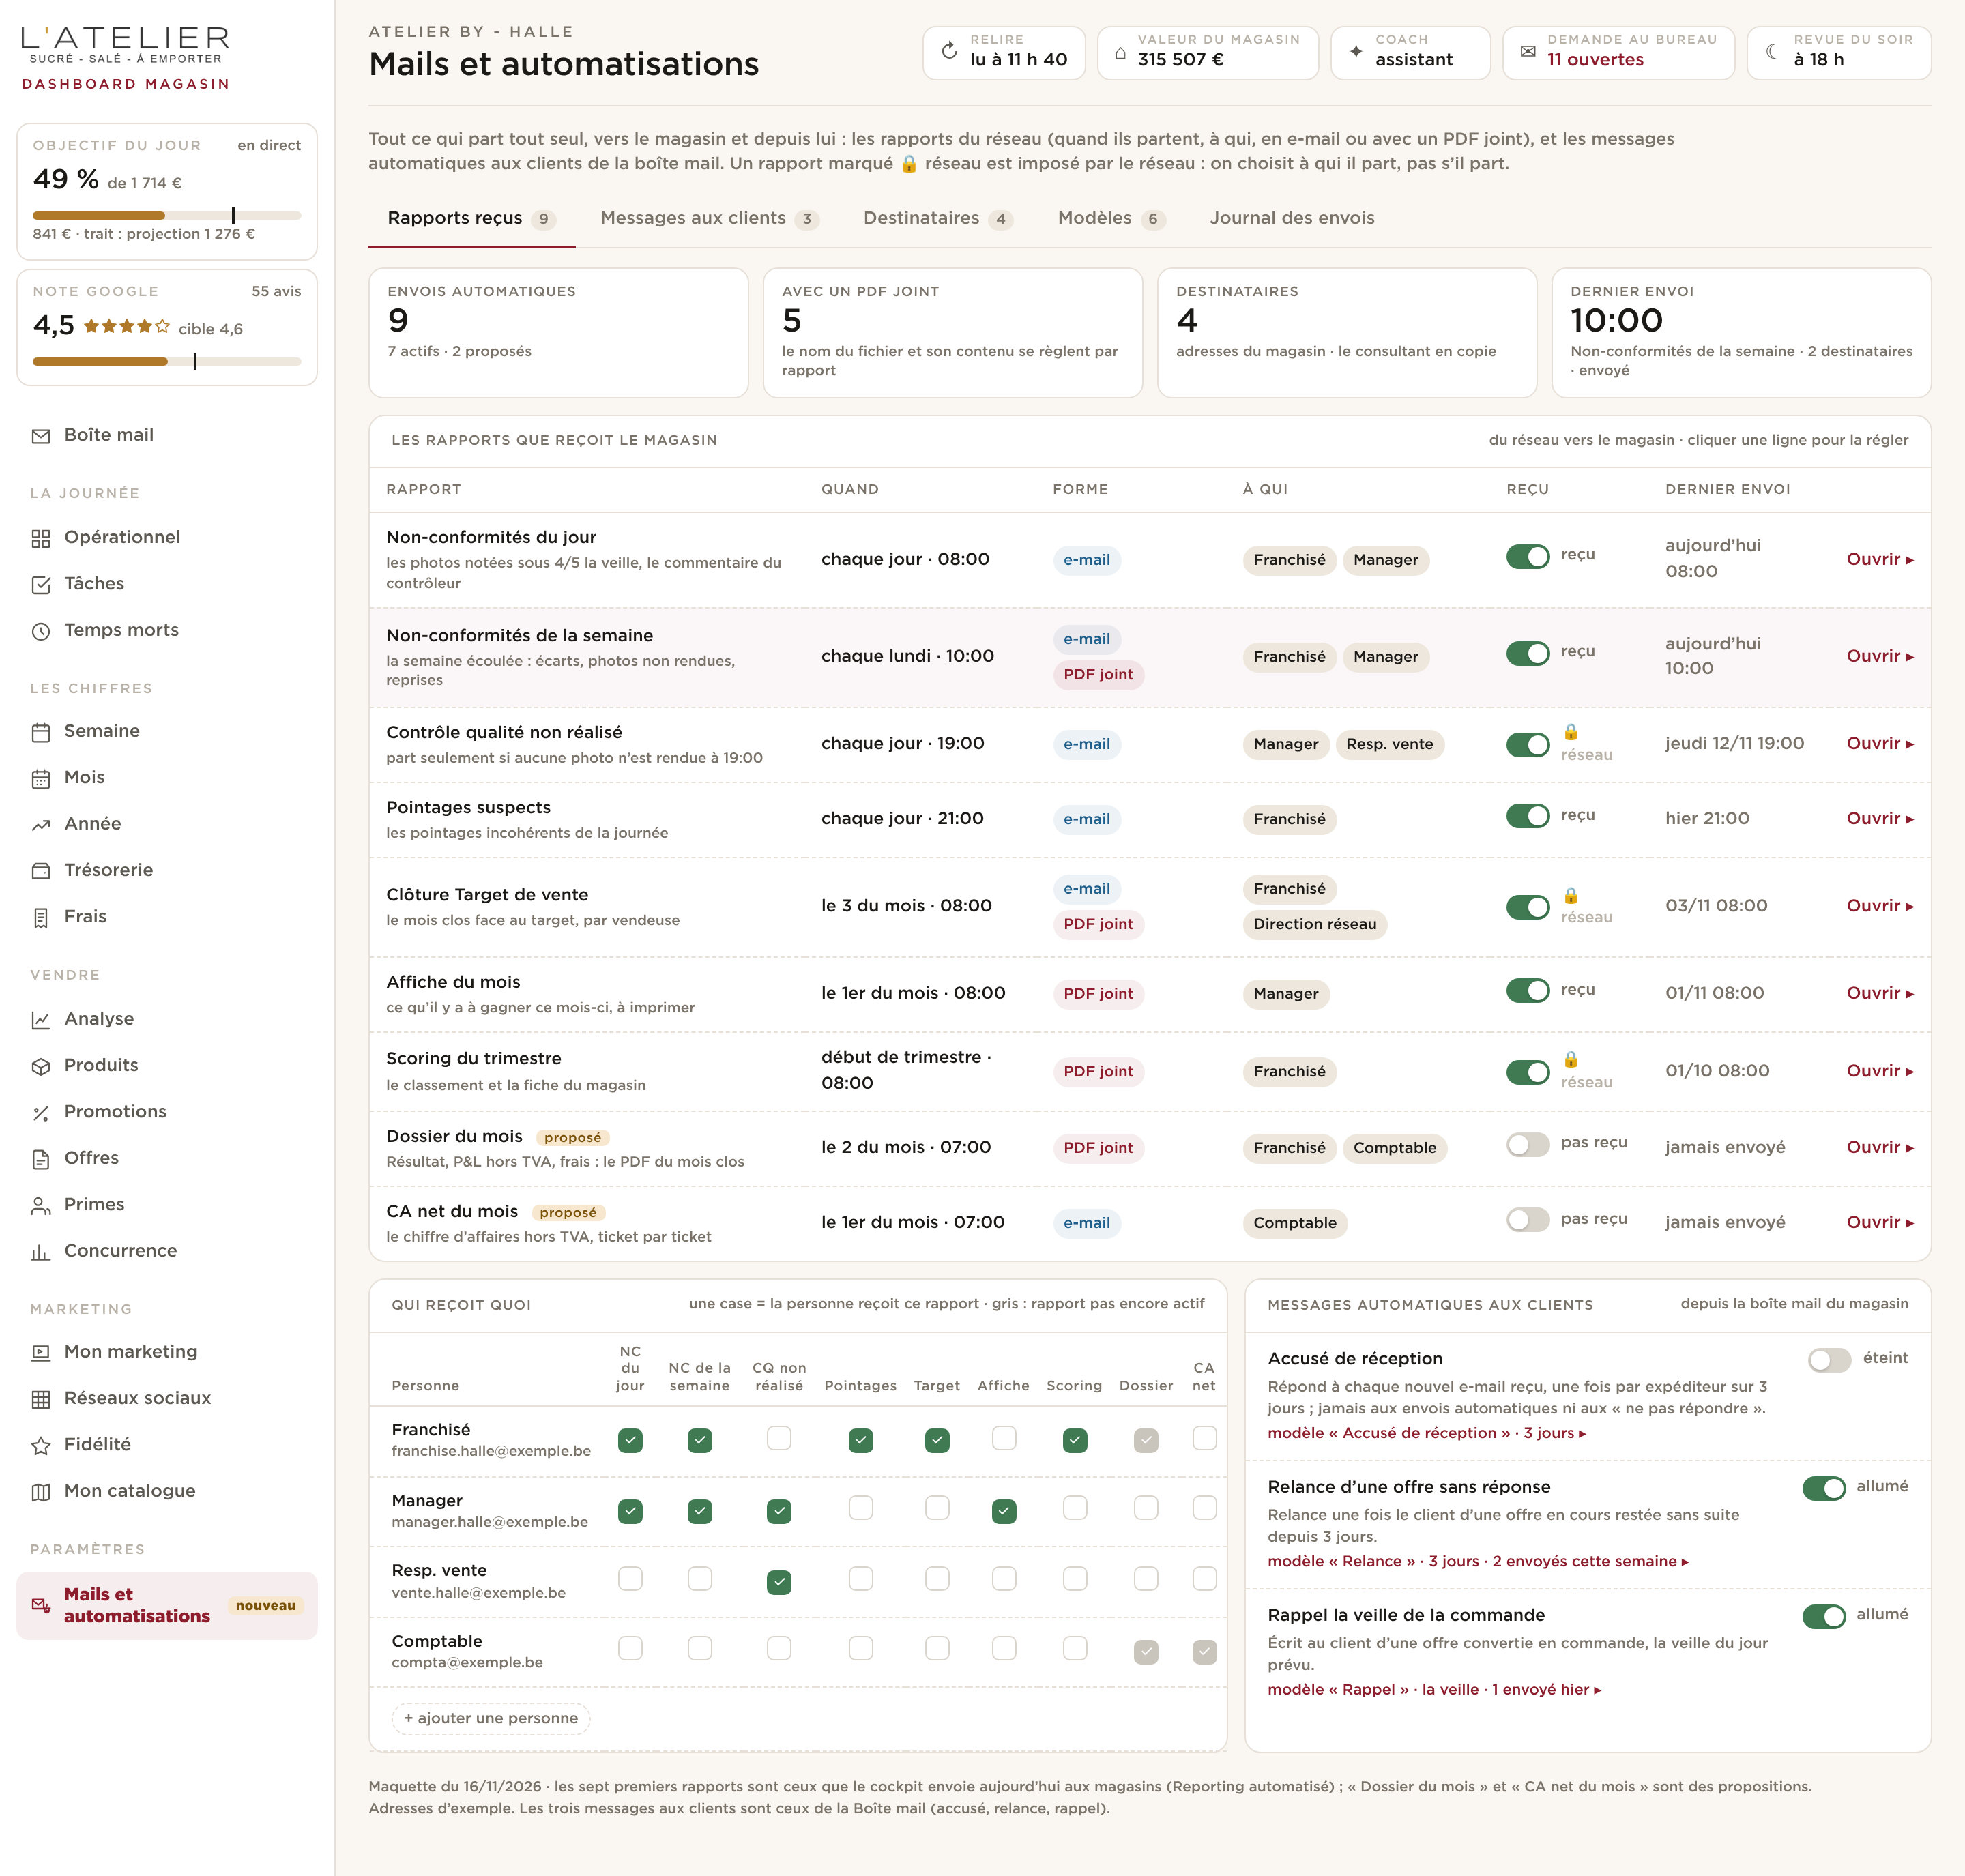 L'ATELIER
SUCRÉ - SALÉ - À EMPORTER
DASHBOARD MAGASIN
OBJECTIF DU JOUR en direct
49 % de 1 714 €
841 € · trait : projection 1 276 €
NOTE GOOGLE 55 avis
4,5 ★★★★☆ cible 4,6
Boîte mail
LA JOURNÉE
Opérationnel
Tâches
Temps morts
LES CHIFFRES
Semaine
Mois
Année
Trésorerie
Frais
VENDRE
Analyse
Produits
Promotions
Offres
Primes
Concurrence
MARKETING
Mon marketing
Réseaux sociaux
Fidélité
Mon catalogue
PARAMÈTRES
Mails et
automatisations nouveau
ATELIER BY - HALLE
Mails et automatisations
RELIRE
lu à 11 h 40
VALEUR DU MAGASIN
315 507 €
COACH
assistant
DEMANDE AU BUREAU
11 ouvertes
REVUE DU SOIR
à 18 h
Tout ce qui part tout seul, vers le magasin et depuis lui : les rapports du réseau (quand ils partent, à qui, en e-mail ou avec un PDF joint), et les messages
automatiques aux clients de la boîte mail. Un rapport marqué 🔒 réseau est imposé par le réseau : on choisit à qui il part, pas s’il part.
Rapports reçus 9 Messages aux clients 3 Destinataires 4 Modèles 6 Journal des envois
ENVOIS AUTOMATIQUES
9
7 actifs · 2 proposés
AVEC UN PDF JOINT
5
le nom du fichier et son contenu se règlent par
rapport
DESTINATAIRES
4
adresses du magasin · le consultant en copie
DERNIER ENVOI
10:00
Non-conformités de la semaine · 2 destinataires
· envoyé
LES RAPPORTS QUE REÇOIT LE MAGASIN du réseau vers le magasin · cliquer une ligne pour la régler
RAPPORT QUAND FORME À QUI REÇU DERNIER ENVOI
Non-conformités du jour
les photos notées sous 4/5 la veille, le commentaire du
contrôleur
chaque jour · 08:00 e-mail Franchisé Manager reçu aujourd’hui
08:00
Ouvrir ▸
Non-conformités de la semaine
la semaine écoulée : écarts, photos non rendues,
reprises
chaque lundi · 10:00 e-mail
PDF joint
Franchisé Manager reçu aujourd’hui
10:00
Ouvrir ▸
Contrôle qualité non réalisé
part seulement si aucune photo n’est rendue à 19:00
chaque jour · 19:00 e-mail Manager Resp. vente 🔒
réseau
jeudi 12/11 19:00 Ouvrir ▸
Pointages suspects
les pointages incohérents de la journée
chaque jour · 21:00 e-mail Franchisé reçu hier 21:00 Ouvrir ▸
Clôture Target de vente
le mois clos face au target, par vendeuse
le 3 du mois · 08:00 e-mail
PDF joint
Franchisé
Direction réseau
🔒
réseau
03/11 08:00 Ouvrir ▸
Affiche du mois
ce qu’il y a à gagner ce mois-ci, à imprimer
le 1er du mois · 08:00 PDF joint Manager reçu 01/11 08:00 Ouvrir ▸
Scoring du trimestre
le classement et la fiche du magasin
début de trimestre ·
08:00
PDF joint Franchisé 🔒
réseau
01/10 08:00 Ouvrir ▸
Dossier du mois proposé
Résultat, P&L hors TVA, frais : le PDF du mois clos
le 2 du mois · 07:00 PDF joint Franchisé Comptable pas reçu jamais envoyé Ouvrir ▸
CA net du mois proposé
le chiffre d’affaires hors TVA, ticket par ticket
le 1er du mois · 07:00 e-mail Comptable pas reçu jamais envoyé Ouvrir ▸
QUI REÇOIT QUOI une case = la personne reçoit ce rapport · gris : rapport pas encore actif
Personne
NC
du
jour
NC de la
semaine
CQ non
réalisé
Pointages Target Affiche Scoring Dossier
CA
net
Franchisé
franchise.halle@exemple.be
Manager
manager.halle@exemple.be
Resp. vente
vente.halle@exemple.be
Comptable
compta@exemple.be
+ ajouter une personne
MESSAGES AUTOMATIQUES AUX CLIENTS depuis la boîte mail du magasin
Accusé de réception éteint
Répond à chaque nouvel e-mail reçu, une fois par expéditeur sur 3
jours ; jamais aux envois automatiques ni aux « ne pas répondre ».
modèle « Accusé de réception » · 3 jours ▸
Relance d’une offre sans réponse allumé
Relance une fois le client d’une offre en cours restée sans suite
depuis 3 jours.
modèle « Relance » · 3 jours · 2 envoyés cette semaine ▸
Rappel la veille de la commande allumé
Écrit au client d’une offre convertie en commande, la veille du jour
prévu.
modèle « Rappel » · la veille · 1 envoyé hier ▸
Maquette du 16/11/2026 · les sept premiers rapports sont ceux que le cockpit envoie aujourd’hui aux magasins (Reporting automatisé) ; « Dossier du mois » et « CA net du mois » sont des propositions.
Adresses d’exemple. Les trois messages aux clients sont ceux de la Boîte mail (accusé, relance, rappel).